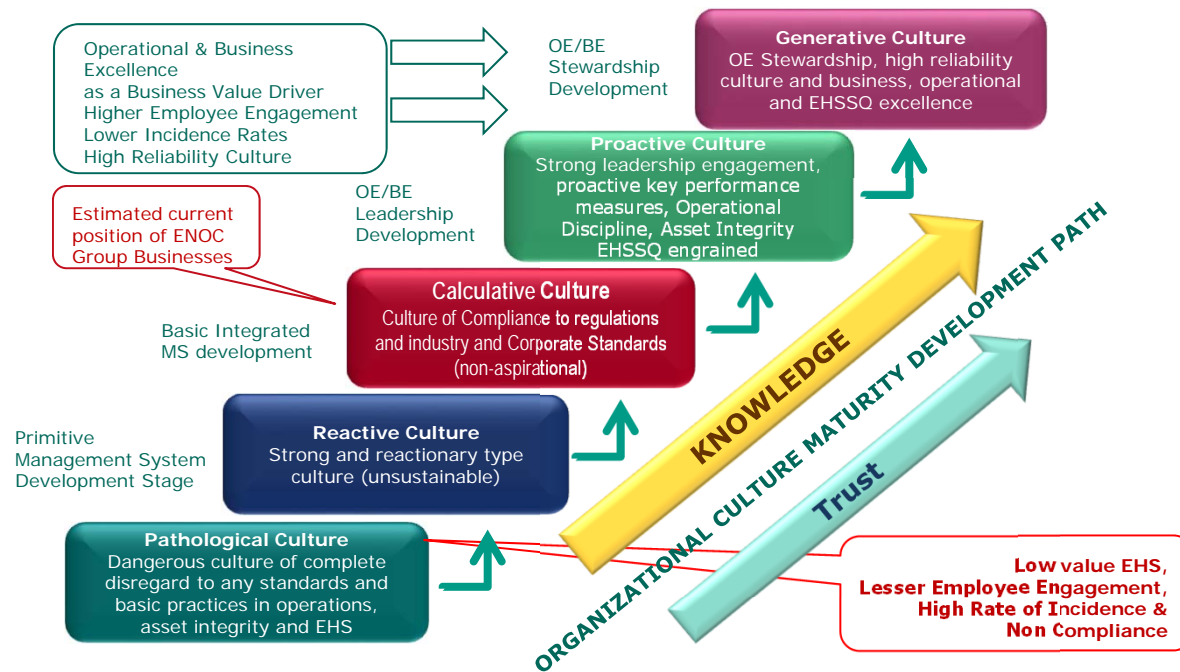 Operational & Business
Excellence
as a Business Value Driver
Higher Employee Engagement
Lower Incidence Rates
High Reliability Culture
OE/BE
Stewardship
Development
Generative Culture
OE Stewardship, high reliability
culture and business, operational
and EHSSQ excellence
Proactive Culture
Strong leadership engagement,
proactive key performance
measures, Operational
Discipline, Asset Integrity
EHSSQ engrained
OE/BE
Leadership
Development
Estimated current
position of ENOC
Group Businesses
Calculative Culture
Culture of Compliance to regulations
and industry and Corporate Standards
(non-aspirational)
Basic Integrated
MS development
Reactive Culture
Strong and reactionary type
culture (unsustainable)
Primitive
Management System
Development Stage
Pathological Culture
Dangerous culture of complete
disregard to any standards and
basic practices in operations,
asset integrity and EHS
KNOWLEDGE
ORGANIZATIONAL CULTURE MATURITY DEVELOPMENT PATH
Trust
Low value EHS,
Lesser Employee Engagement,
High Rate of Incidence &
Non Compliance